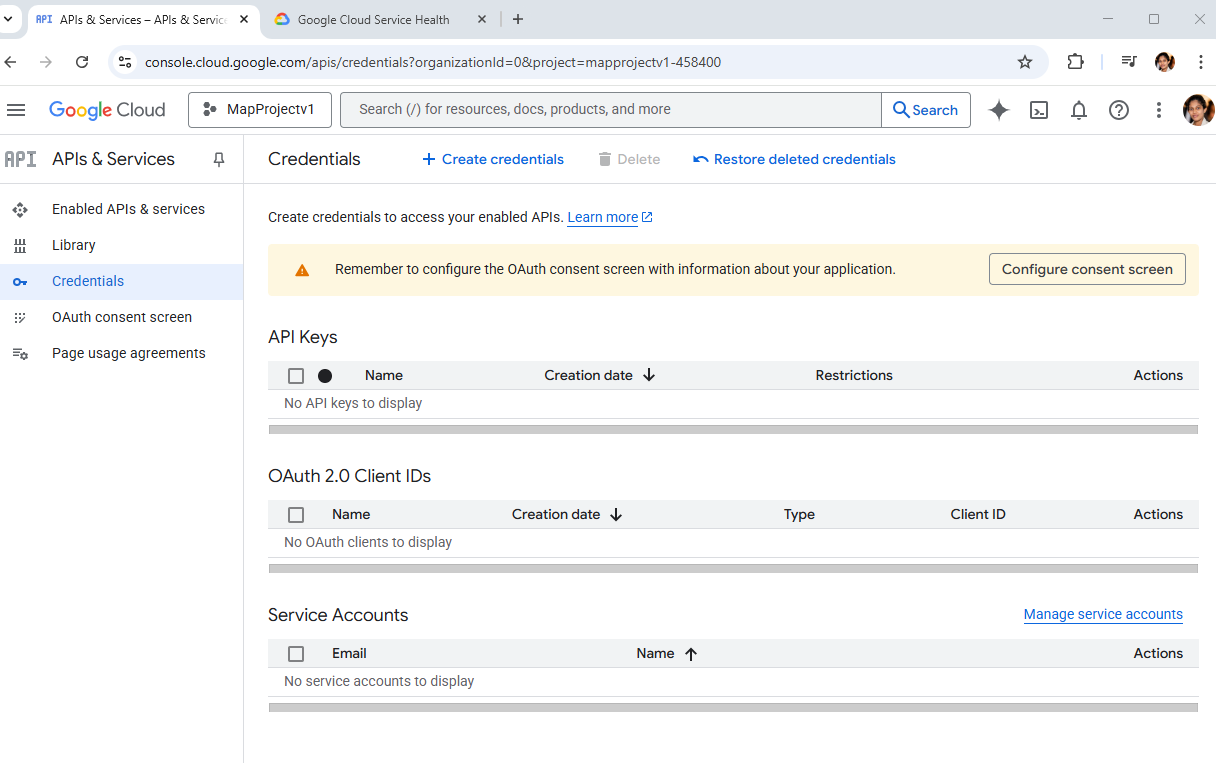 API APIs & Services – APIs & Service
Google Cloud Service Health
console.cloud.google.com/apis/credentials?organizationId=0&project=mapprojectv1-458400
Google Cloud
MapProjectv1
Search (/) for resources, docs, products, and more
Search
API APIs & Services
Credentials
Create credentials
Delete
Restore deleted credentials
Enabled APIs & services
Library
Credentials
OAuth consent screen
Page usage agreements
Create credentials to access your enabled APIs. Learn more
Remember to configure the OAuth consent screen with information about your application.
Configure consent screen
API Keys
Name Creation date Restrictions Actions
No API keys to display
OAuth 2.0 Client IDs
Name Creation date Type Client ID Actions
No OAuth clients to display
Service Accounts
Manage service accounts
Email Name Actions
No service accounts to display